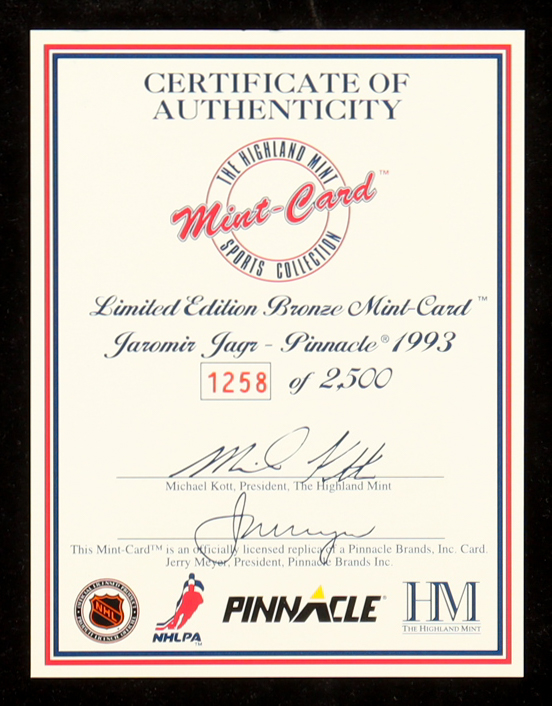 CERTIFICATE OF
AUTHENTICITY
THE HIGHLAND MINT
Mint-Card™
SPORTS COLLECTION
Limited Edition Bronze Mint-Card™
Jaromir Jagr - Pinnacle® 1993
1258 of 2,500
Michael Kott, President, The Highland Mint
This Mint-Card™ is an officially licensed replica of a Pinnacle Brands, Inc. Card.
Jerry Meyer, President, Pinnacle Brands Inc.
NHL
NHLPA™
PINNACLE®
HM
THE HIGHLAND MINT